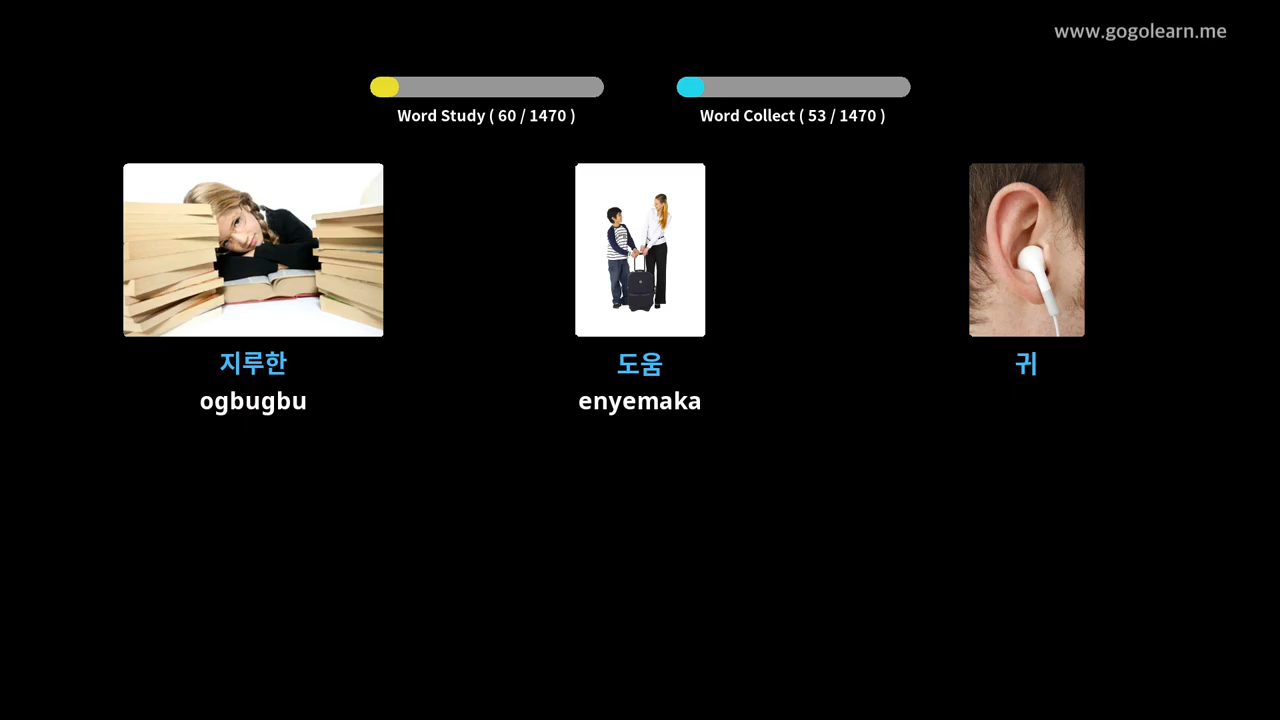 www.gogolearn.me
Word Study ( 60 / 1470 )
Word Collect ( 53 / 1470 )
지루한
ogbugbu
도움
enyemaka
귀